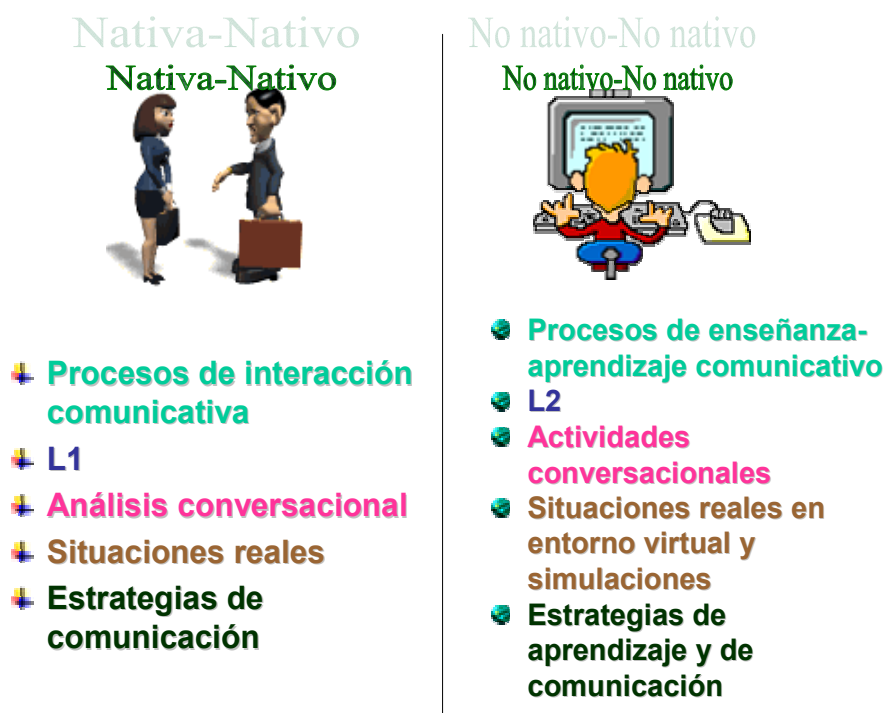 Nativa-Nativo
Nativa-Nativo
Procesos de interacción
comunicativa
L1
Análisis conversacional
Situaciones reales
Estrategias de
comunicación
No nativo-No nativo
No nativo-No nativo
Procesos de enseñanza-
aprendizaje comunicativo
L2
Actividades
conversacionales
Situaciones reales en
entorno virtual y
simulaciones
Estrategias de
aprendizaje y de
comunicación